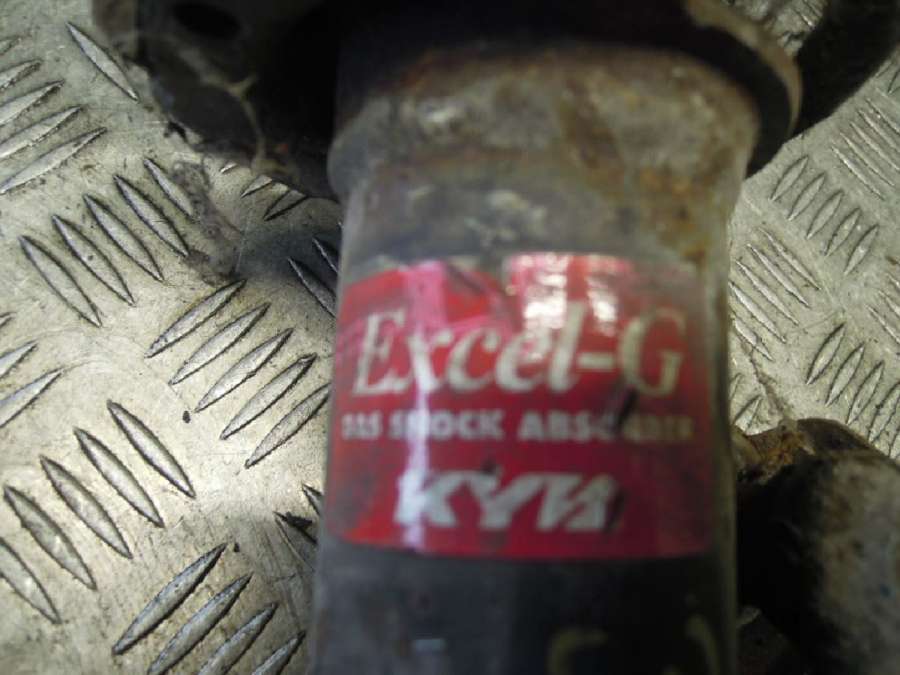 Excel-G
GAS SHOCK ABSORBER
KYB